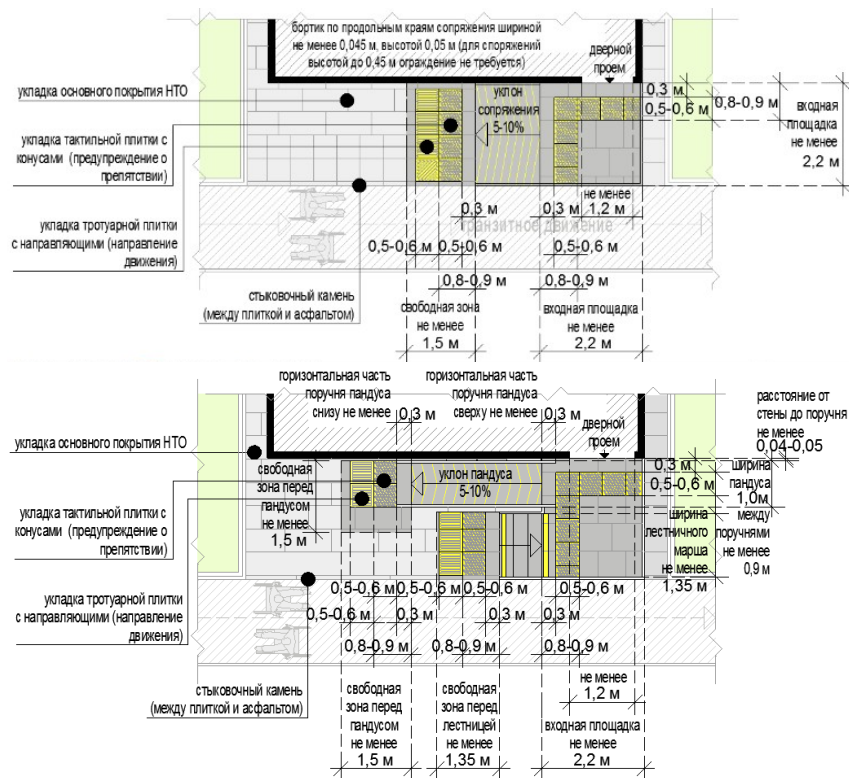 бортик по продольным краям сопряжения шириной
не менее 0,045 м, высотой 0,05 м (для спряжений
высотой до 0,45 м ограждение не требуется)
дверной
проем
укладка основного покрытия НТО
укладка тактильной плитки с
конусами (предупреждение о
препятствии)
укладка тротуарной плитки
с направляющими (направление
движения)
стыковочный камень
(между плиткой и асфальтом)
уклон
сопряжения
5-10%
0,3 м
0,5-0,6 м
0,8-0,9 м
входная
площадка
не менее
2,2 м
не менее
1,2 м
0,3 м
0,3 м
транзитное движение
0,5-0,6 м
0,5-0,6 м
0,5-0,6 м
0,8-0,9 м
0,8-0,9 м
свободная зона
не менее
1,5 м
входная площадка
не менее
2,2 м
горизонтальная часть
поручня пандуса
снизу не менее
0,3 м
горизонтальная часть
поручня пандуса
сверху не менее
0,3 м
дверной
проем
расстояние от
стены до поручня
не менее
0,04-0,05
укладка основного покрытия НТО
укладка тактильной плитки с
конусами (предупреждение о
препятствии)
укладка тротуарной плитки
с направляющими (направление
движения)
стыковочный камень
(между плиткой и асфальтом)
свободная
зона перед
пандусом
не менее
1,5 м
уклон пандуса
5-10%
0,3 м
0,5-0,6 м
ширина
пандуса
1,0м
между
поручнями
не менее
0,9 м
ширина
лестничного
марша
не менее
1,35 м
0,5-0,6 м
0,5-0,6 м
0,5-0,6 м
0,5-0,6 м
0,5-0,6 м
0,3 м
0,3 м
0,3 м
0,8-0,9 м
0,8-0,9 м
0,8-0,9 м
не менее
1,2 м
свободная
зона перед
пандусом
не менее
1,5 м
свободная
зона перед
лестницей
не менее
1,35 м
входная площадка
не менее
2,2 м